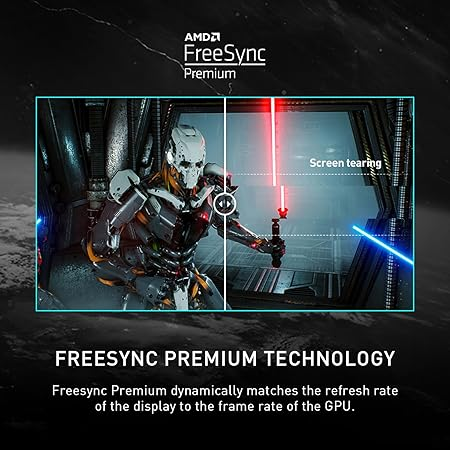 AMD
FreeSync
Premium
Screen tearing
FREESYNC PREMIUM TECHNOLOGY
Freesync Premium dynamically matches the refresh rate
of the display to the frame rate of the GPU.